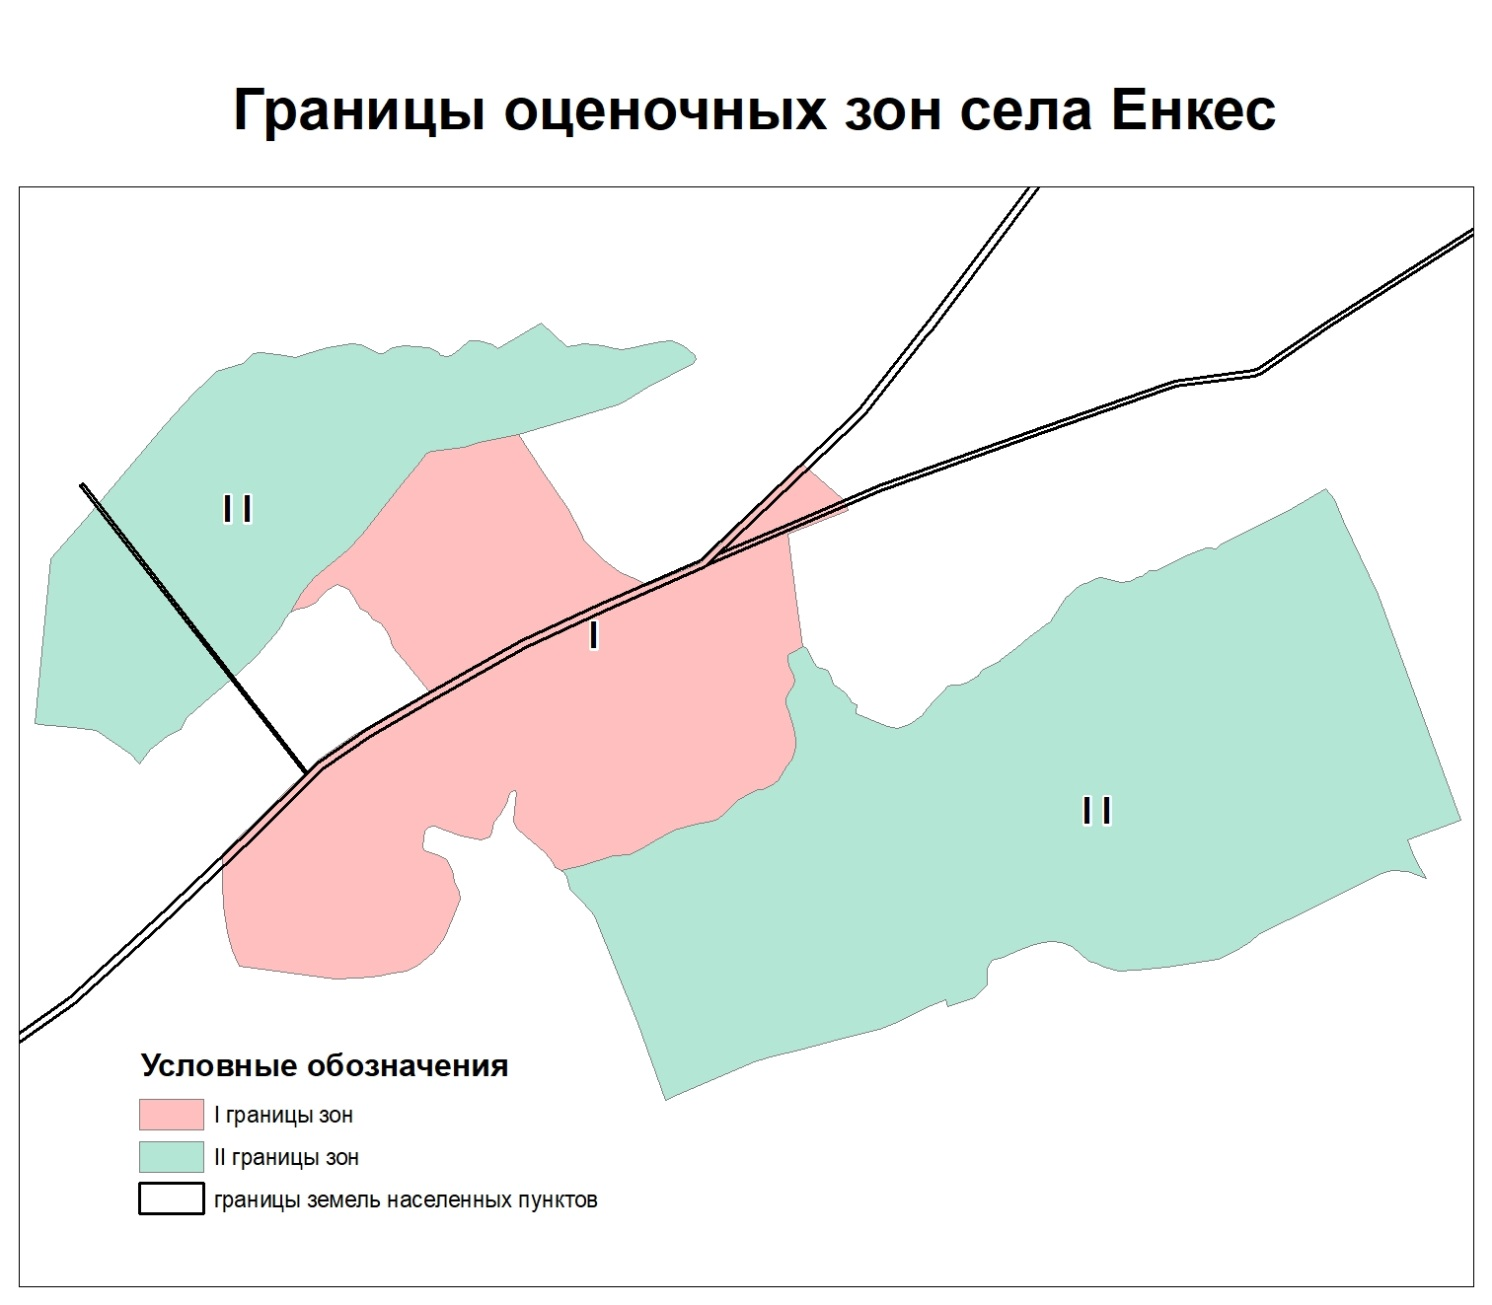 Границы оценочных зон села Енкес
I I
I
I I
Условные обозначения
I границы зон
II границы зон
границы земель населенных пунктов